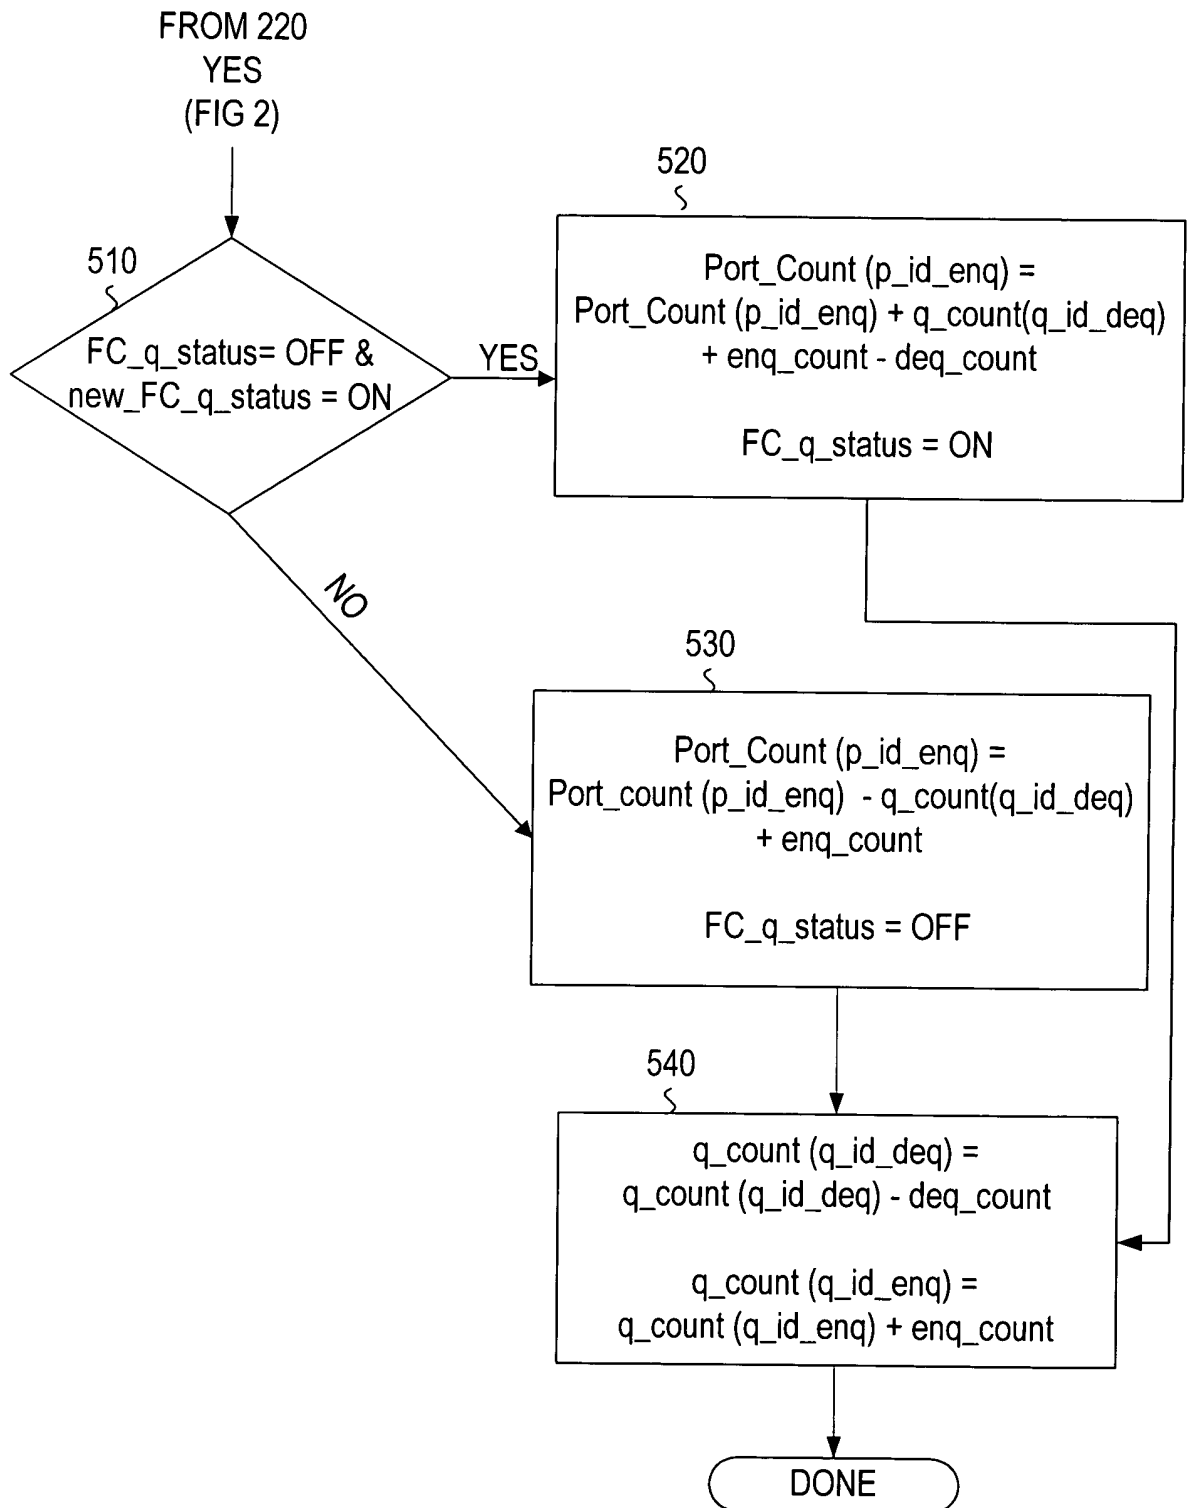 FROM 220
YES
(FIG 2)
510
FC_q_status= OFF &
new_FC_q_status = ON
YES
520
Port_Count (p_id_enq) =
Port_Count (p_id_enq) + q_count(q_id_deq)
+ enq_count - deq_count
FC_q_status = ON
NO
530
Port_Count (p_id_enq) =
Port_count (p_id_enq) - q_count(q_id_deq)
+ enq_count
FC_q_status = OFF
540
q_count (q_id_deq) =
q_count (q_id_deq) - deq_count
q_count (q_id_enq) =
q_count (q_id_enq) + enq_count
DONE